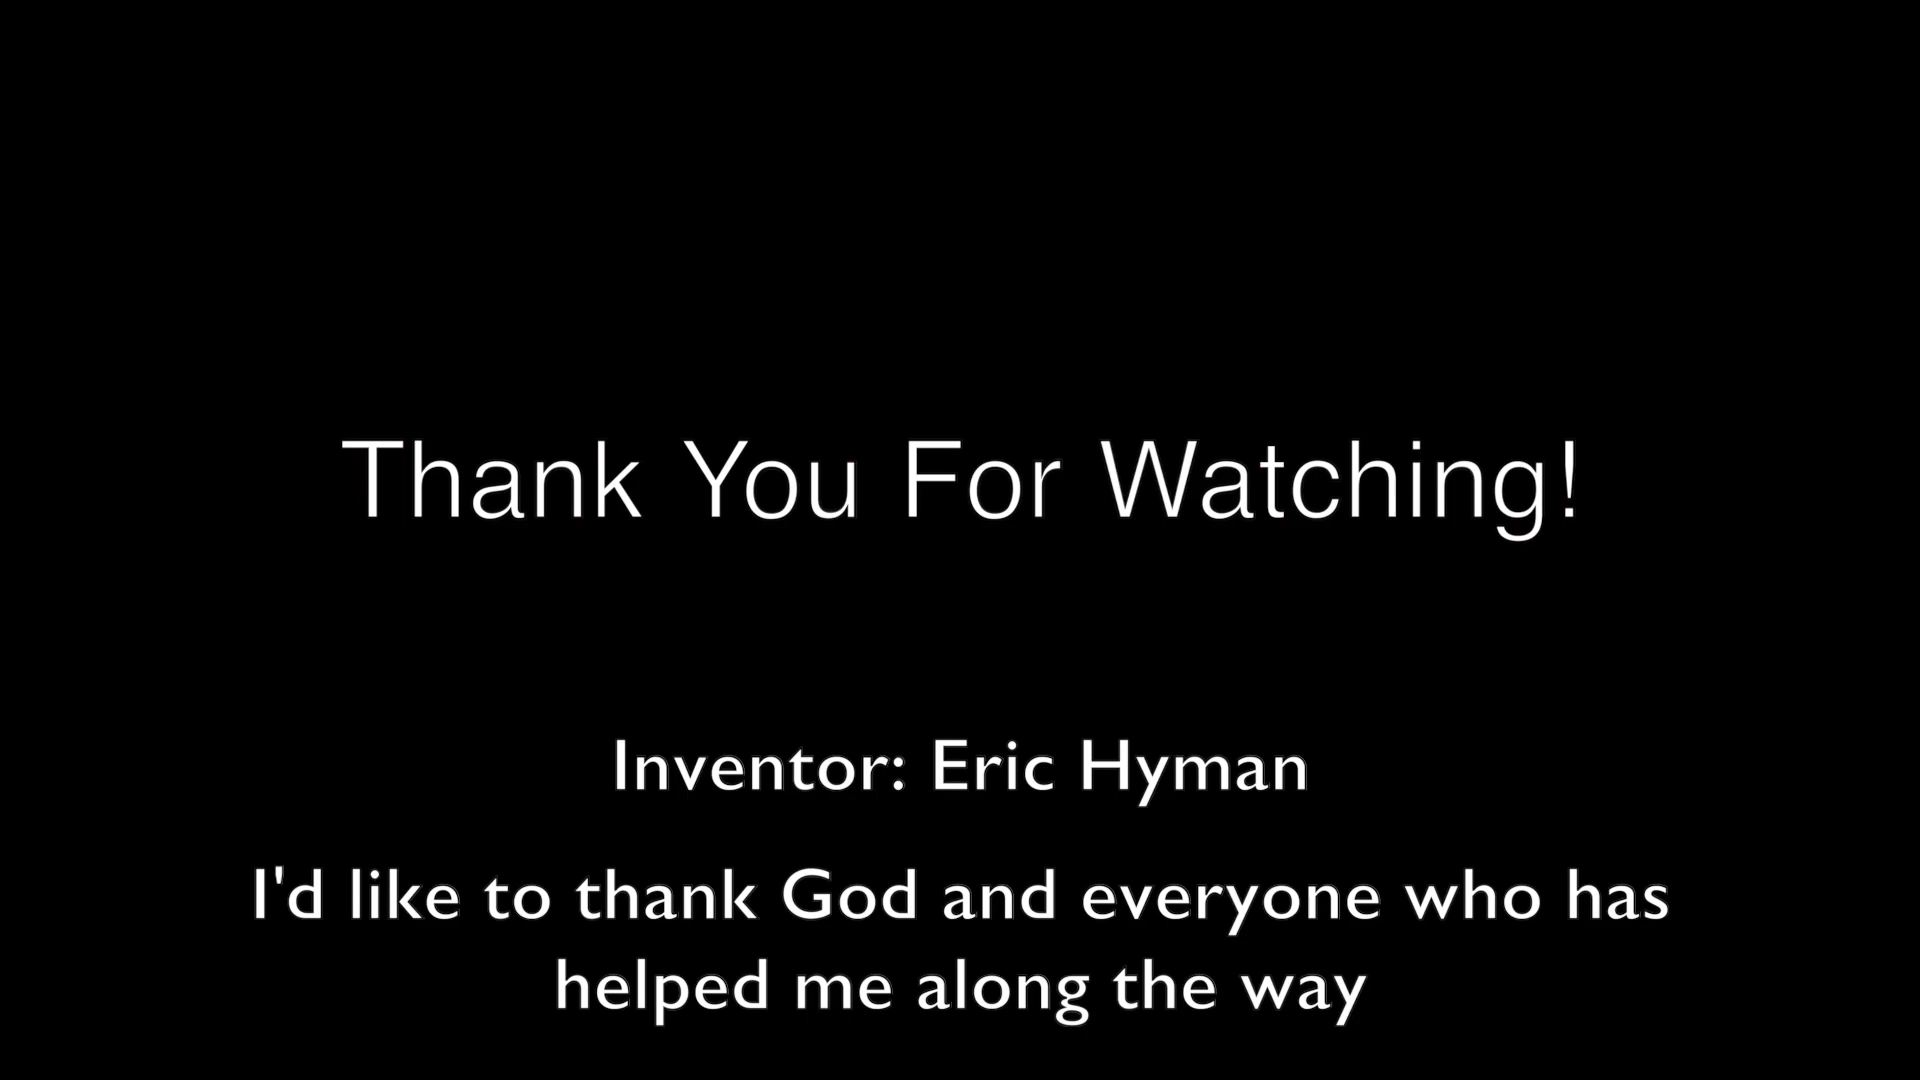 Thank You For Watching!
Inventor: Eric Hyman
I'd like to thank God and everyone who has
helped me along the way